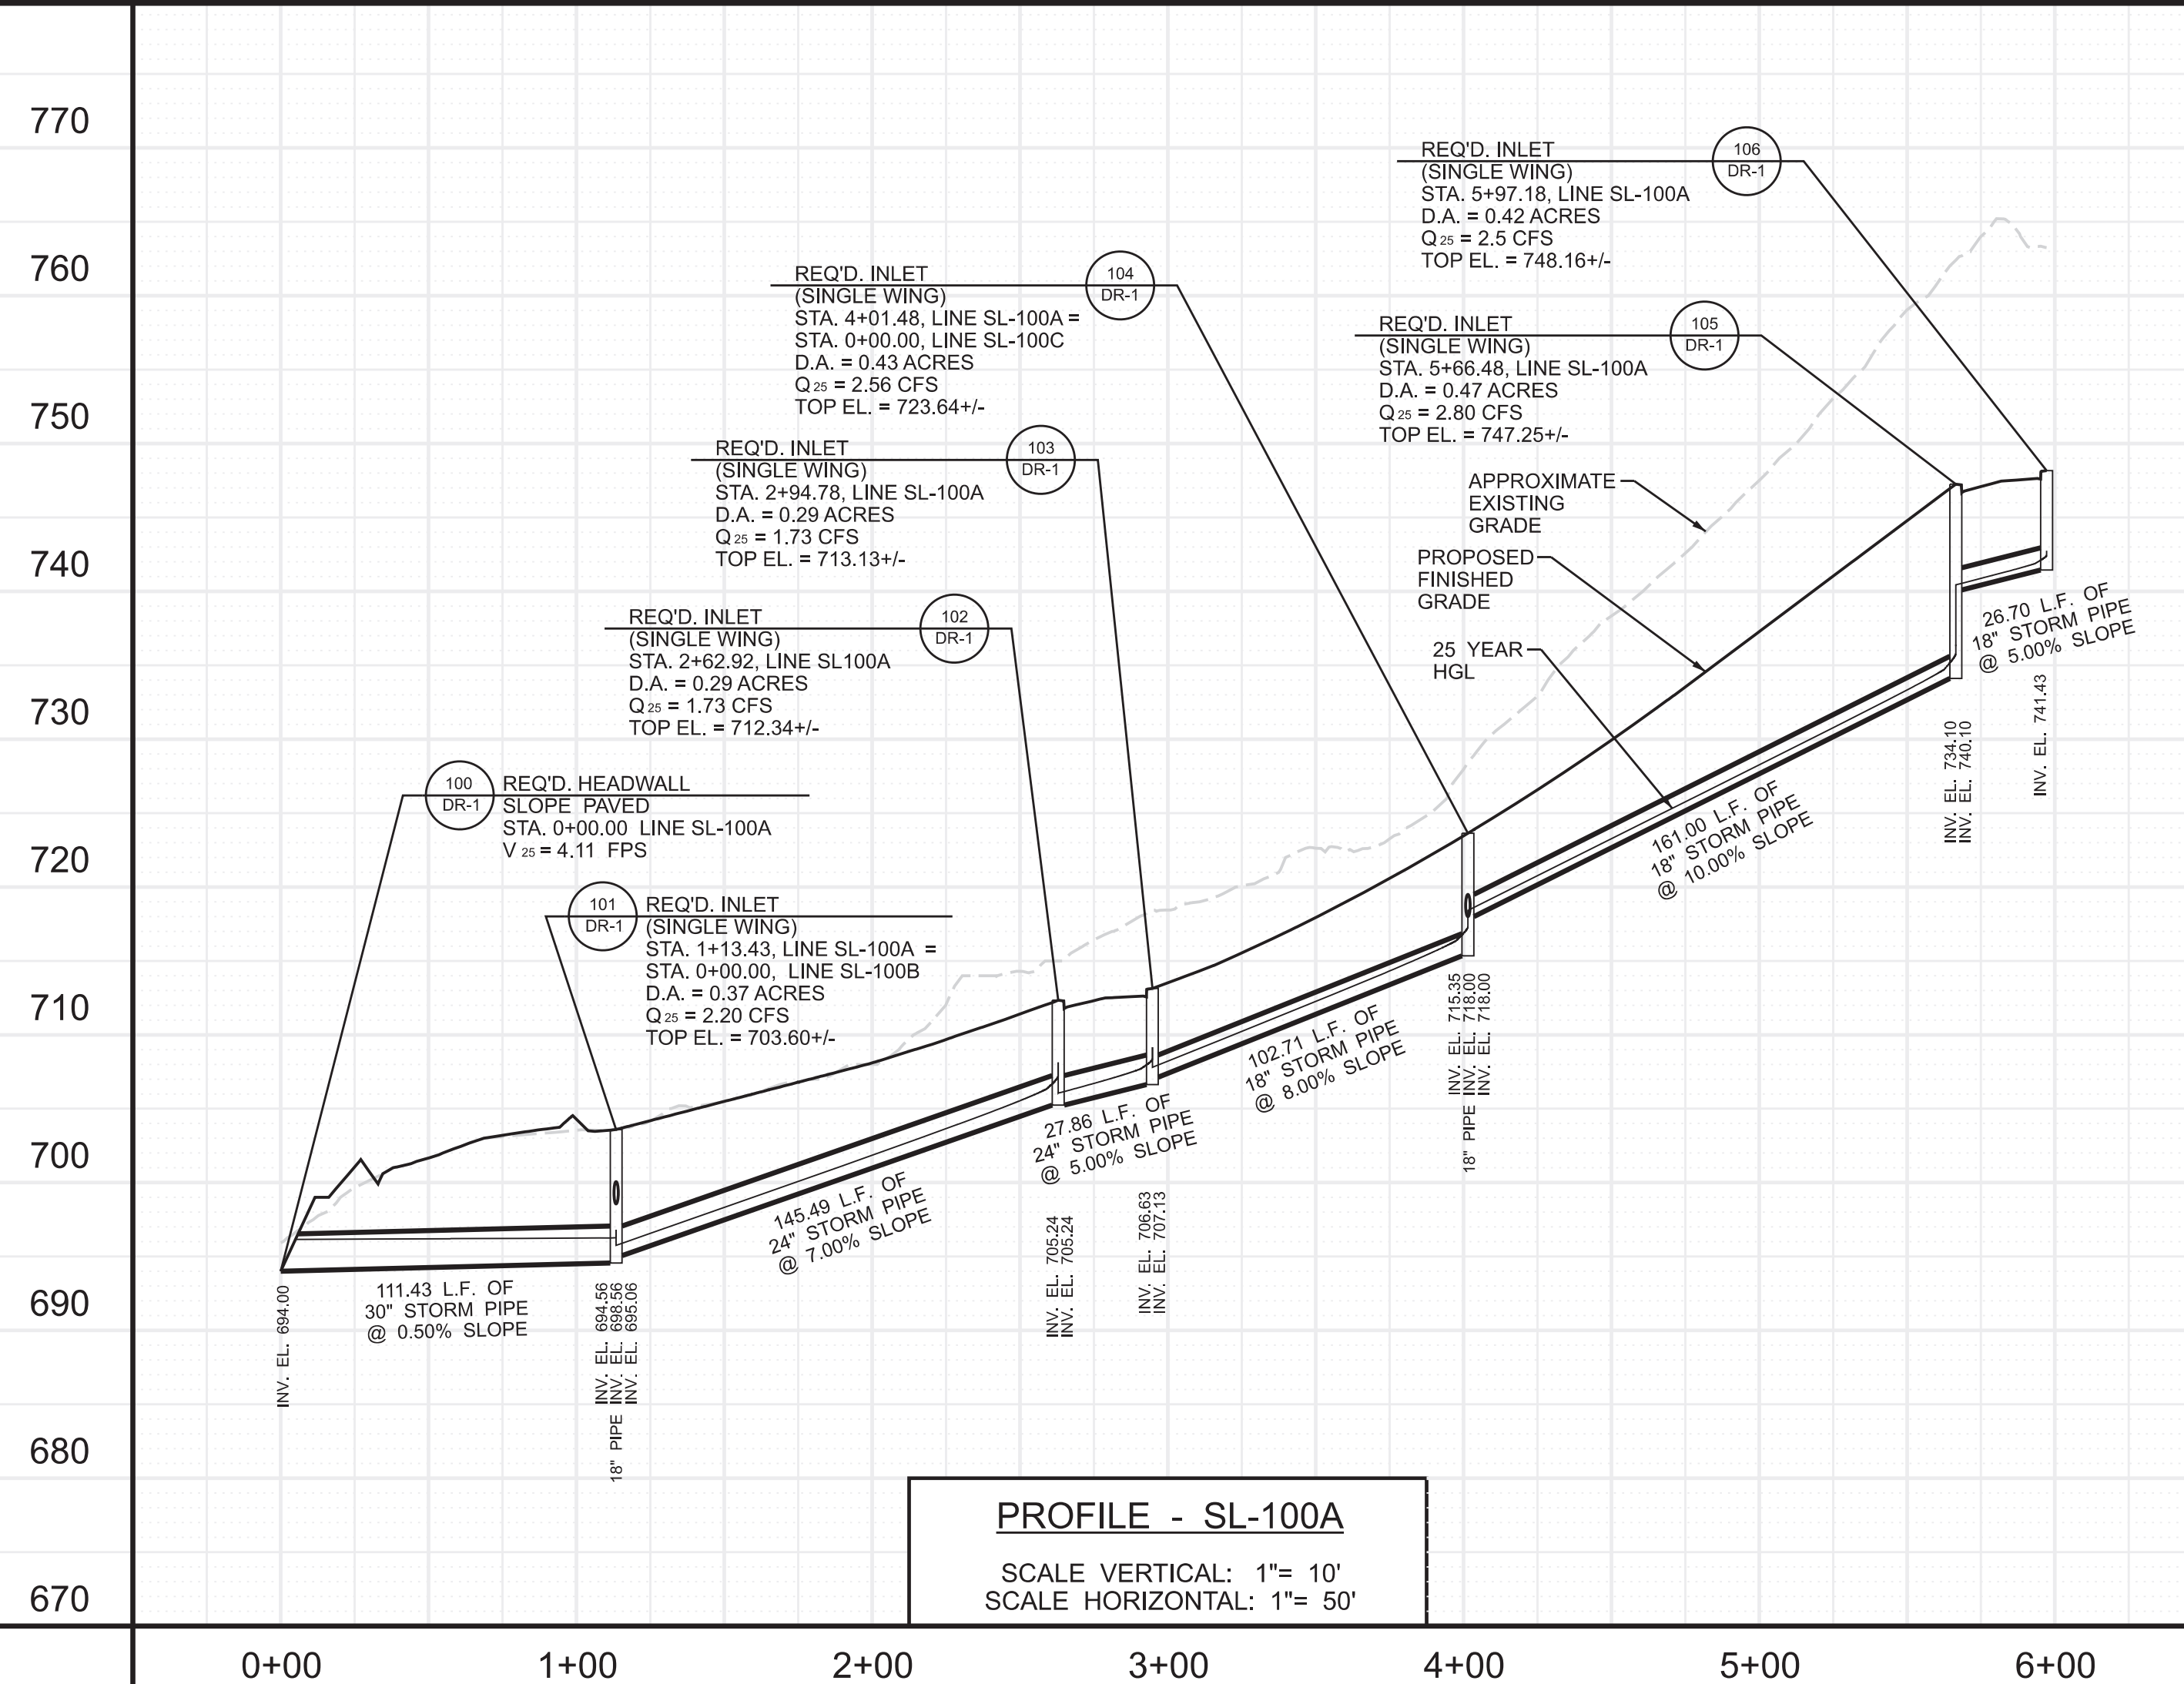 770
760
750
740
730
720
710
700
690
680
670
REQ'D. INLET
(SINGLE WING)
STA. 5+97.18, LINE SL-100A
D.A. = 0.42 ACRES
Q25 = 2.5 CFS
TOP EL. = 748.16+/-
106
DR-1
REQ'D. INLET
(SINGLE WING)
STA. 4+01.48, LINE SL-100A =
STA. 0+00.00, LINE SL-100C
D.A. = 0.43 ACRES
Q25 = 2.56 CFS
TOP EL. = 723.64+/-
104
DR-1
REQ'D. INLET
(SINGLE WING)
STA. 5+66.48, LINE SL-100A
D.A. = 0.47 ACRES
Q25 = 2.80 CFS
TOP EL. = 747.25+/-
105
DR-1
REQ'D. INLET
(SINGLE WING)
STA. 2+94.78, LINE SL-100A
D.A. = 0.29 ACRES
Q25 = 1.73 CFS
TOP EL. = 713.13+/-
103
DR-1
APPROXIMATE
EXISTING
GRADE
PROPOSED
FINISHED
GRADE
25 YEAR
HGL
REQ'D. INLET
(SINGLE WING)
STA. 2+62.92, LINE SL100A
D.A. = 0.29 ACRES
Q25 = 1.73 CFS
TOP EL. = 712.34+/-
102
DR-1
100
DR-1
REQ'D. HEADWALL
SLOPE PAVED
STA. 0+00.00 LINE SL-100A
V 25 = 4.11 FPS
101
DR-1
REQ'D. INLET
(SINGLE WING)
STA. 1+13.43, LINE SL-100A =
STA. 0+00.00, LINE SL-100B
D.A. = 0.37 ACRES
Q25 = 2.20 CFS
TOP EL. = 703.60+/-
111.43 L.F. OF
30" STORM PIPE
@ 0.50% SLOPE
145.49 L.F. OF
24" STORM PIPE
@ 7.00% SLOPE
27.86 L.F. OF
24" STORM PIPE
@ 5.00% SLOPE
102.71 L.F. OF
18" STORM PIPE
@ 8.00% SLOPE
161.00 L.F. OF
18" STORM PIPE
@ 10.00% SLOPE
26.70 L.F. OF
18" STORM PIPE
@ 5.00% SLOPE
INV. EL. 694.00
INV. EL. 694.56
18" PIPE INV. EL. 698.56
INV. EL. 695.06
INV. EL. 705.24
INV. EL. 705.24
INV. EL. 706.63
INV. EL. 707.13
INV. EL. 715.35
18" PIPE INV. EL. 718.00
INV. EL. 718.00
INV. EL. 734.10
INV. EL. 740.10
INV. EL. 741.43
PROFILE - SL-100A
SCALE VERTICAL: 1"= 10'
SCALE HORIZONTAL: 1"= 50'
0+00
1+00
2+00
3+00
4+00
5+00
6+00